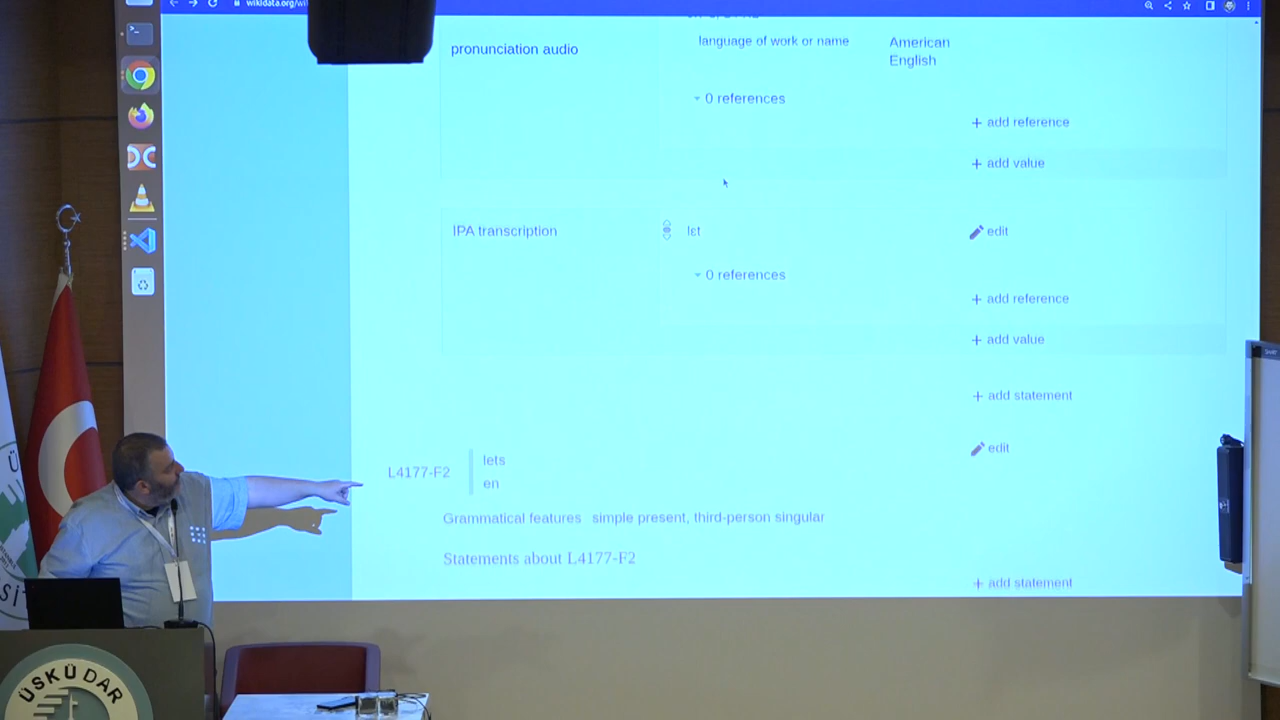 wikidata.org/wi
pronunciation audio
language of work or name
American
English
0 references
+ add reference
+ add value
IPA transcription
lɛt
edit
0 references
+ add reference
+ add value
+ add statement
L4177-F2
lets
en
edit
Grammatical features simple present, third-person singular
Statements about L4177-F2
+ add statement
ÜSKÜDAR